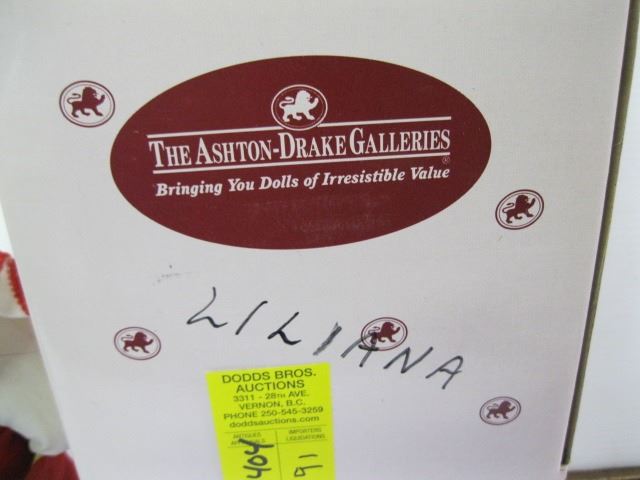 THE ASHTON-DRAKE GALLERIES®
Bringing You Dolls of Irresistible Value
LILIANA
DODDS BROS.
AUCTIONS
3311 - 28TH AVE.
VERNON, B.C.
PHONE 250-545-3259
doddsauctions.com
ANTIQUES IMPORTERS
LIQUIDATIONS
404 91